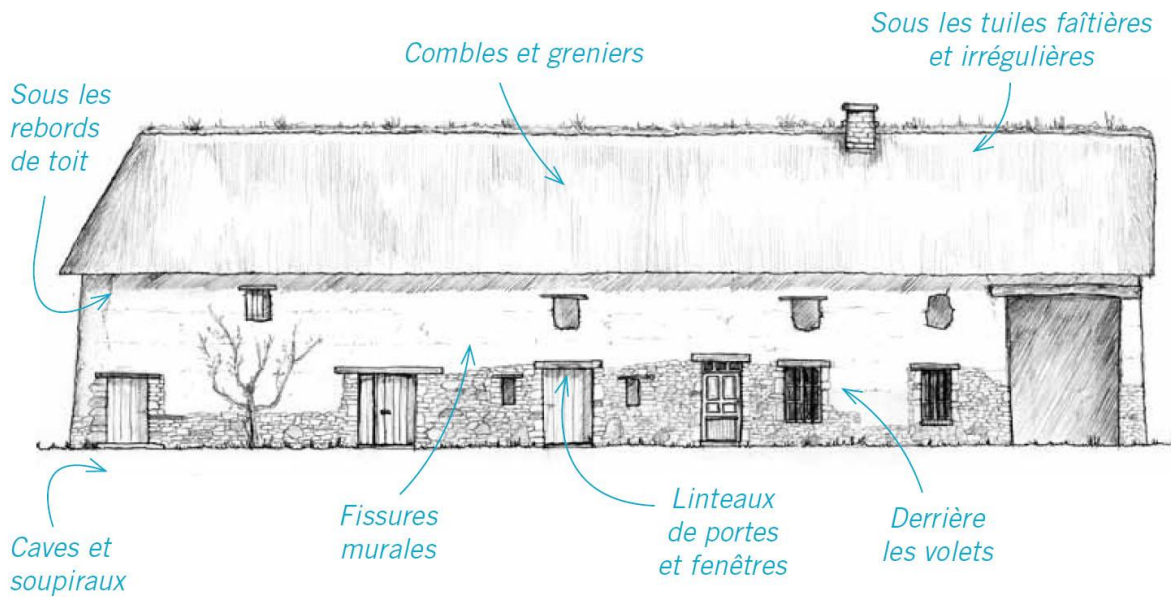 Sous les tuiles faîtières
et irrégulières
Combles et greniers
Sous les
rebords
de toit
Fissures
murales
Linteaux
de portes
et fenêtres
Derrière
les volets
Caves et
soupiraux